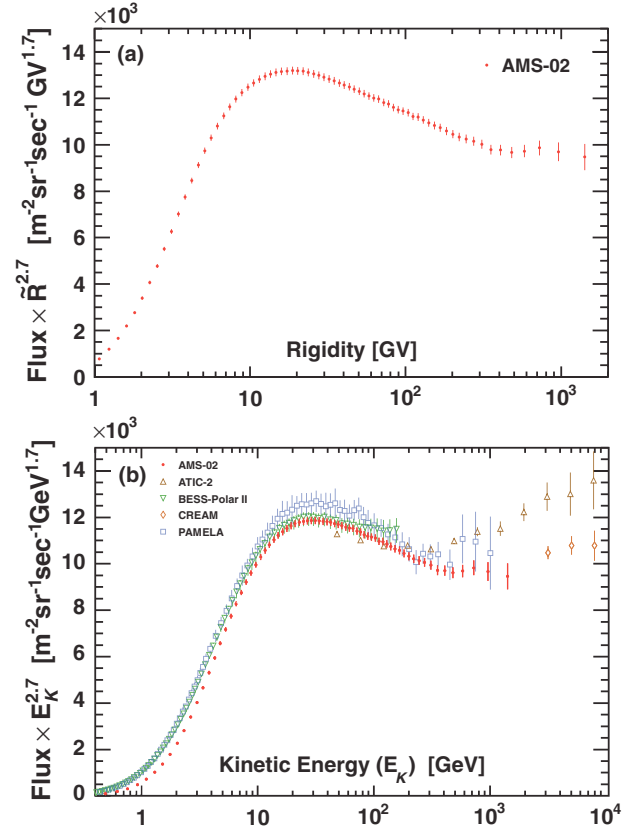 ×10³
(a)
AMS-02
14
12
10
8
6
4
2
0
Flux × R̃^2.7 [m⁻²sr⁻¹sec⁻¹ GV^1.7]
1 10 10² 10³
Rigidity [GV]
×10³
(b)
AMS-02
ATIC-2
BESS-Polar II
CREAM
PAMELA
14
12
10
8
6
4
2
0
Flux × E_K^2.7 [m⁻²sr⁻¹sec⁻¹GeV^1.7]
Kinetic Energy (E_K) [GeV]
1 10 10² 10³ 10⁴